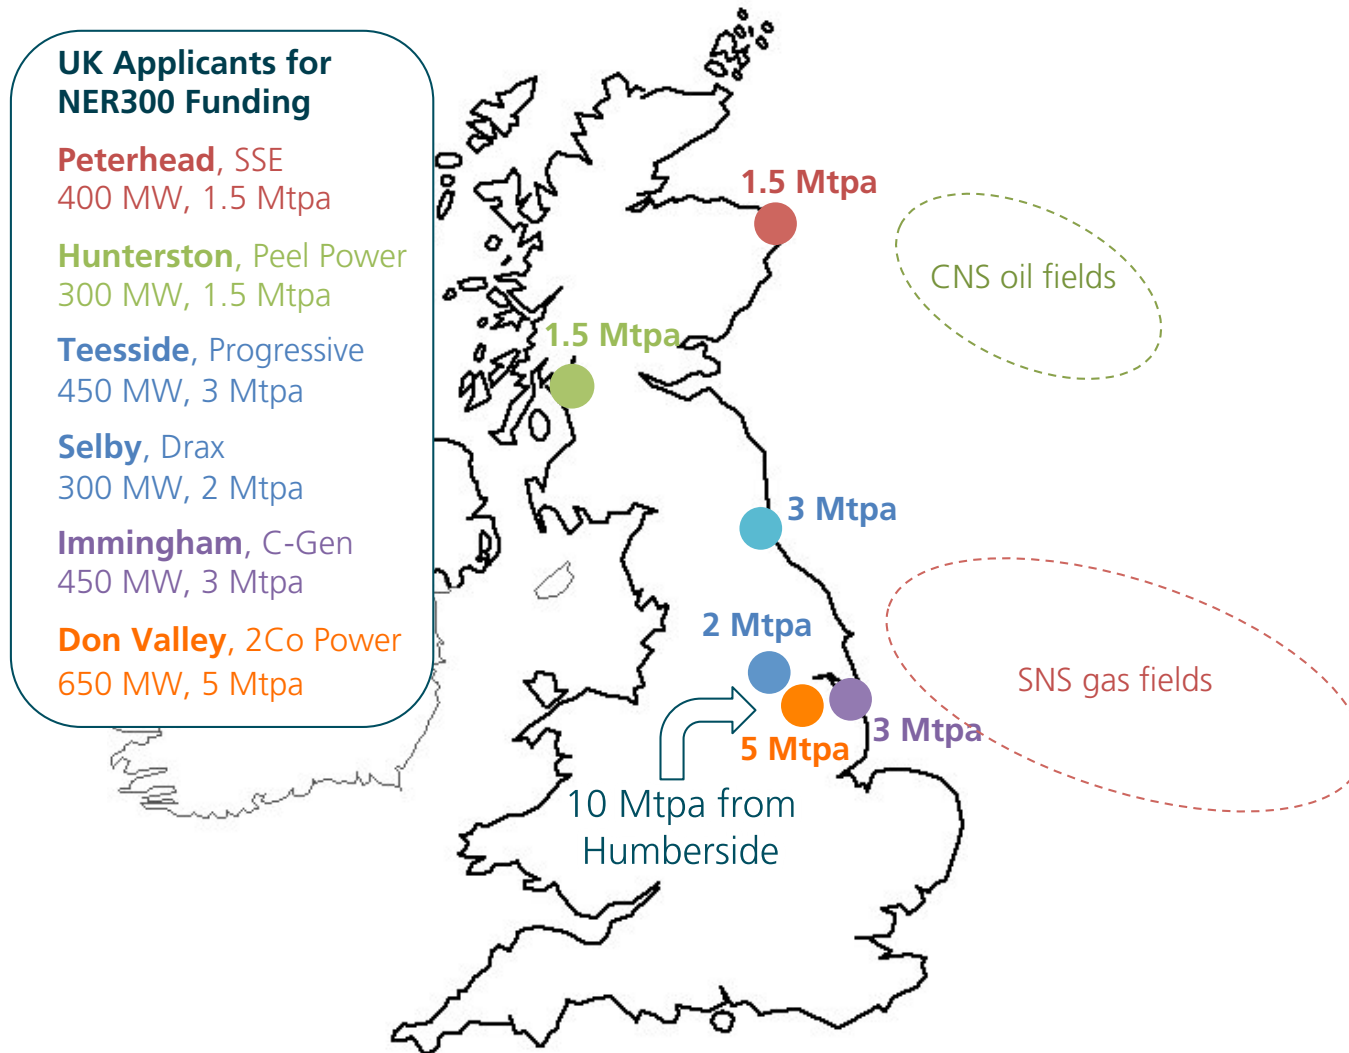 UK Applicants for
NER300 Funding
Peterhead, SSE
400 MW, 1.5 Mtpa
Hunterston, Peel Power
300 MW, 1.5 Mtpa
Teesside, Progressive
450 MW, 3 Mtpa
Selby, Drax
300 MW, 2 Mtpa
Immingham, C-Gen
450 MW, 3 Mtpa
Don Valley, 2Co Power
650 MW, 5 Mtpa
1.5 Mtpa
CNS oil fields
1.5 Mtpa
3 Mtpa
2 Mtpa
SNS gas fields
3 Mtpa
5 Mtpa
10 Mtpa from
Humberside